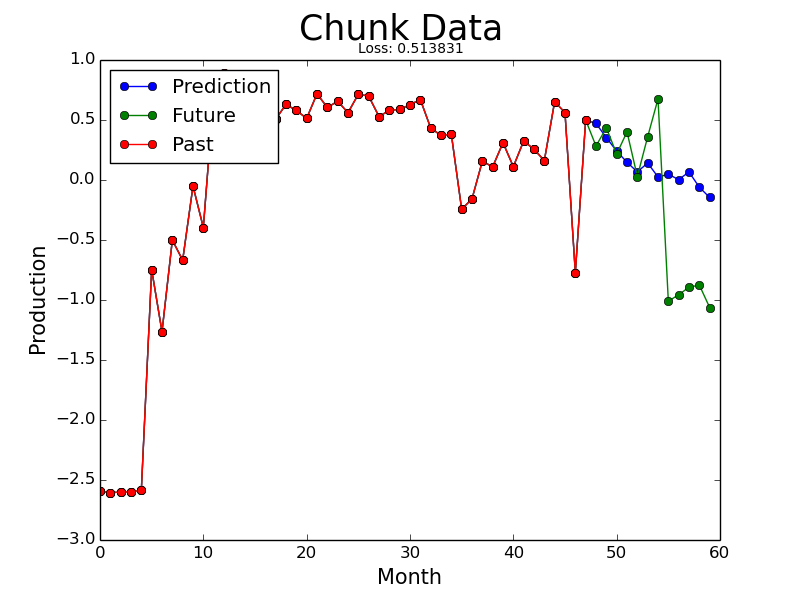 Chunk Data
Loss: 0.513831
1.0
0.5
0.0
−0.5
−1.0
−1.5
−2.0
−2.5
−3.0
Production
Prediction
Future
Past
0 10 20 30 40 50 60
Month